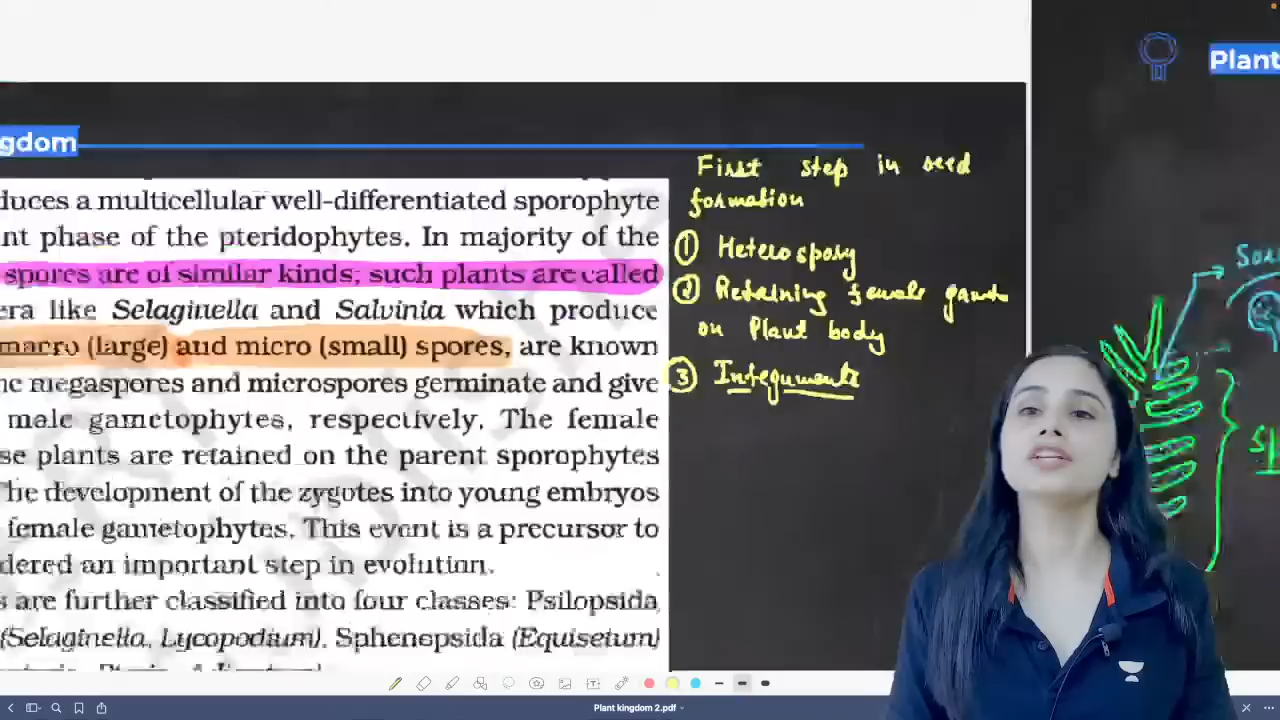 Plant
gdom
duces a multicellular well-differentiated sporophyte
nt phase of the pteridophytes. In majority of the
spores are of similar kinds; such plants are called
era like Selaginella and Salvinia which produce
macro (large) and micro (small) spores, are known
he megaspores and microspores germinate and give
male gametophytes, respectively. The female
se plants are retained on the parent sporophytes
The development of the zygotes into young embryos
female gametophytes. This event is a precursor to
dered an important step in evolution.
s are further classified into four classes: Psilopsida
(Selaginella, Lycopodium), Sphenopsida (Equisetum)
First step in seed
formation
① Heterospory
② Retaining female
on Plant body
③ Integuments
Plant kingdom 2.pdf